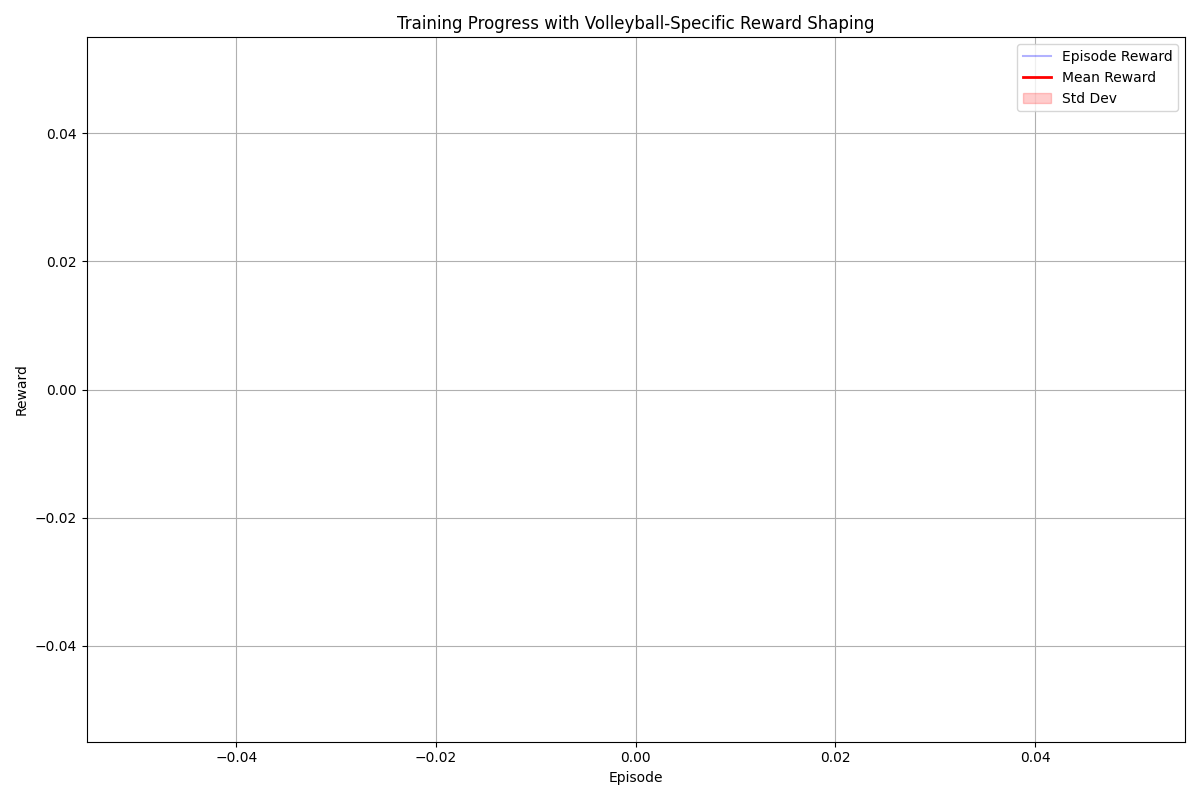 Training Progress with Volleyball-Specific Reward Shaping
Episode Reward
Mean Reward
Std Dev
0.04
0.02
0.00
−0.02
−0.04
Reward
−0.04
−0.02
0.00
0.02
0.04
Episode